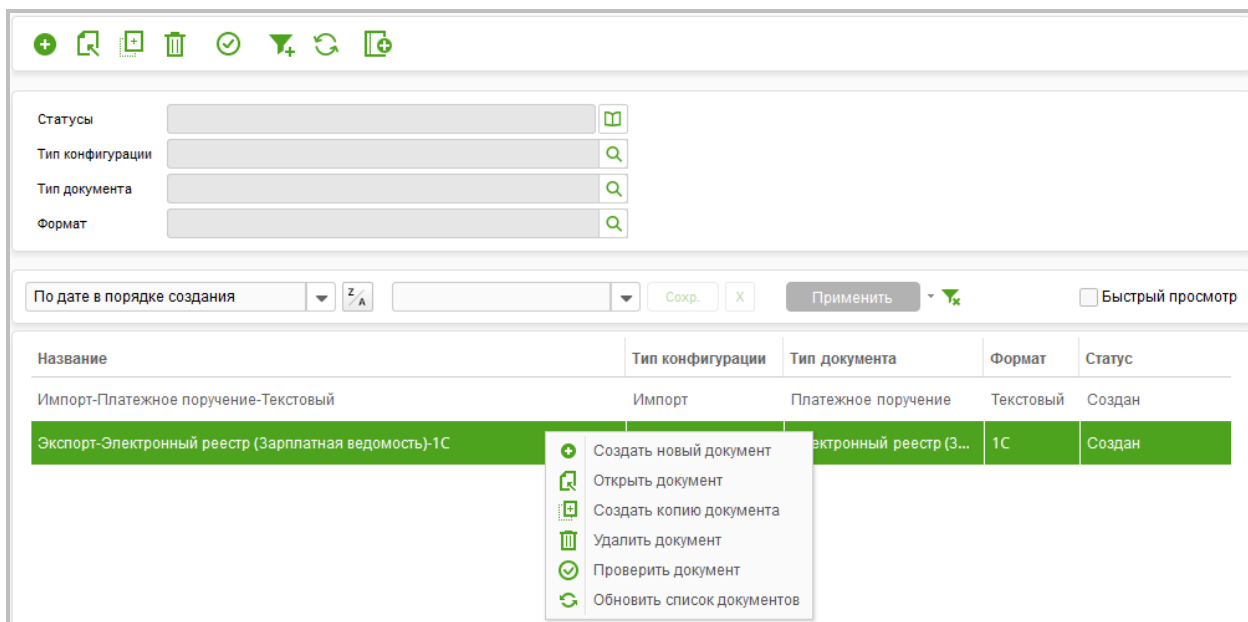 Статусы
Тип конфигурации
Тип документа
Формат
По дате в порядке создания Z/A Сохр. X Применить Быстрый просмотр
Название Тип конфигурации Тип документа Формат Статус
Импорт-Платежное поручение-Текстовый Импорт Платежное поручение Текстовый Создан
Экспорт-Электронный реестр (Зарплатная ведомость)-1С ектронный реестр (З... 1С Создан
Создать новый документ
Открыть документ
Создать копию документа
Удалить документ
Проверить документ
Обновить список документов